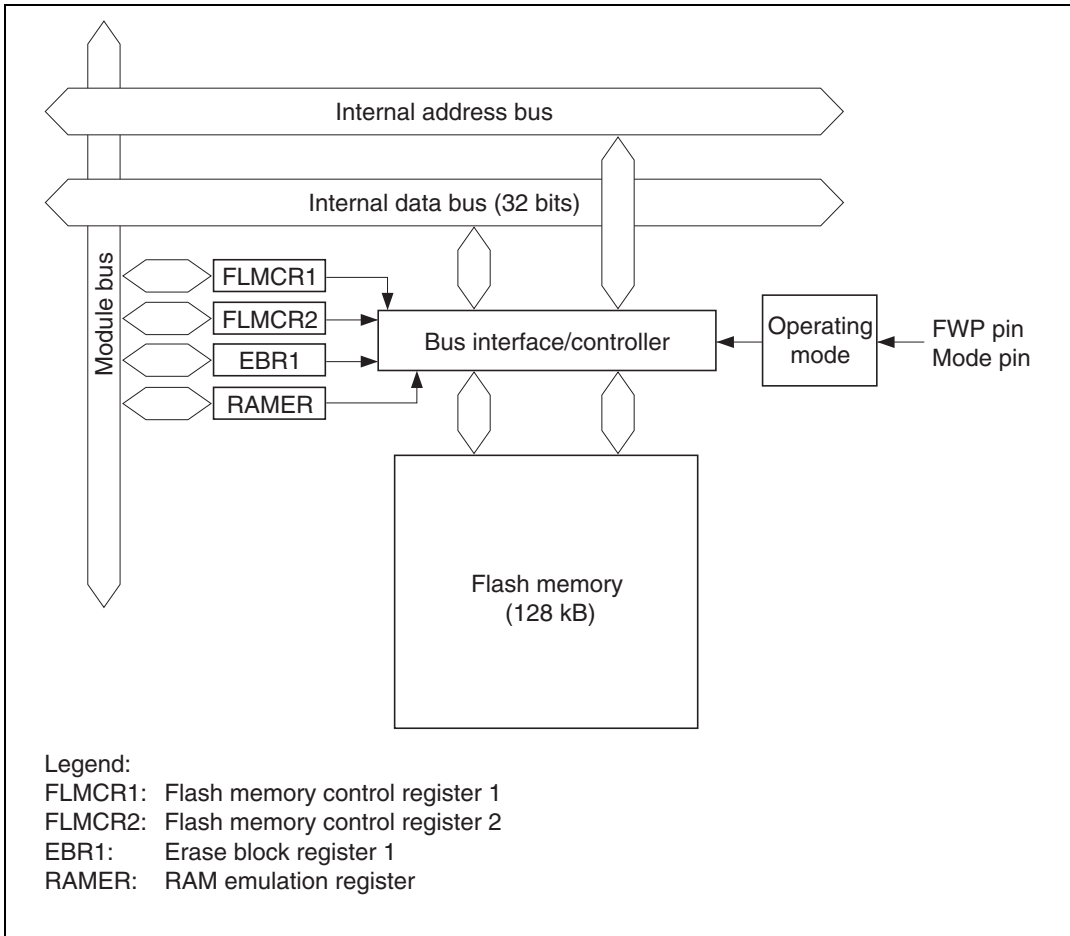 Internal address bus
Internal data bus (32 bits)
Module bus
FLMCR1
FLMCR2
EBR1
RAMER
Bus interface/controller
Operating
mode
FWP pin
Mode pin
Flash memory
(128 kB)
Legend:
FLMCR1: Flash memory control register 1
FLMCR2: Flash memory control register 2
EBR1: Erase block register 1
RAMER: RAM emulation register